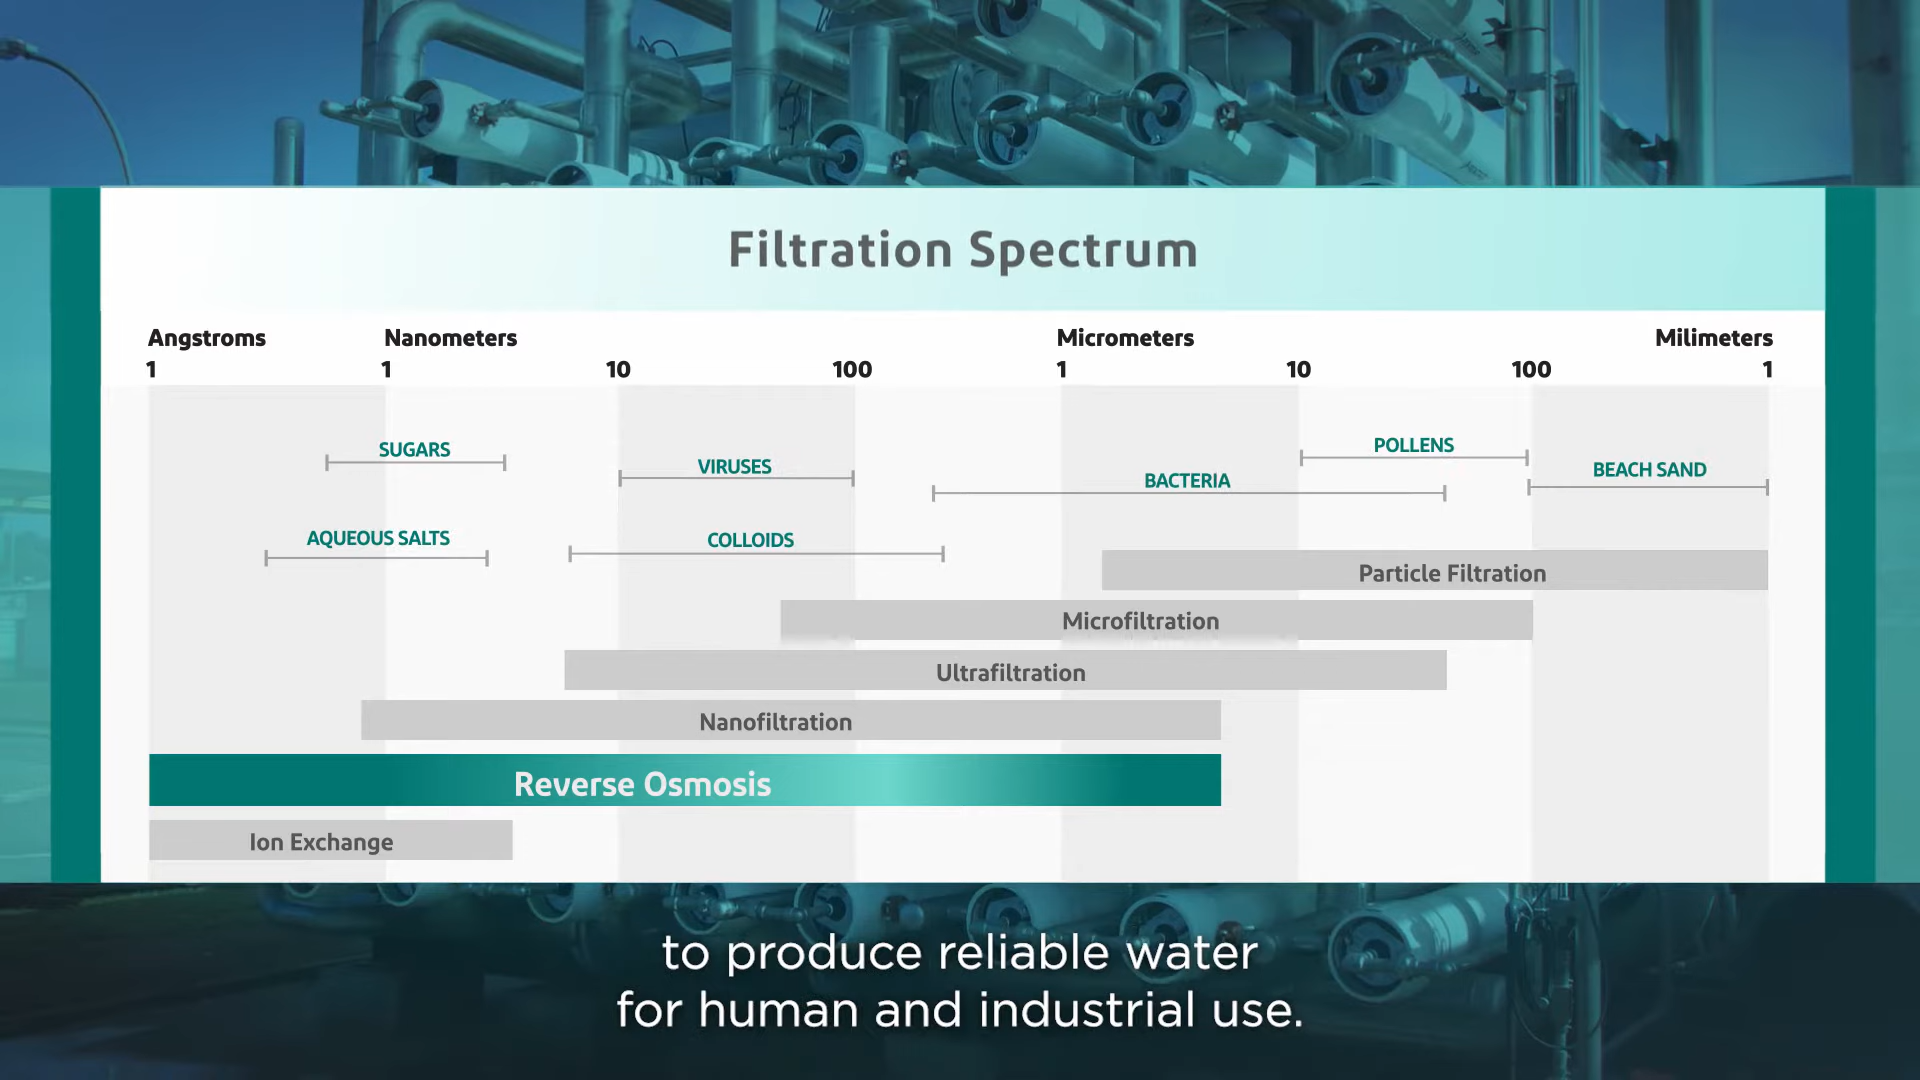 Filtration Spectrum
Angstroms Nanometers Micrometers Milimeters
1 1 10 100 1 10 100 1
SUGARS
VIRUSES
BACTERIA
POLLENS
BEACH SAND
AQUEOUS SALTS
COLLOIDS
Particle Filtration
Microfiltration
Ultrafiltration
Nanofiltration
Reverse Osmosis
Ion Exchange
to produce reliable water
for human and industrial use.